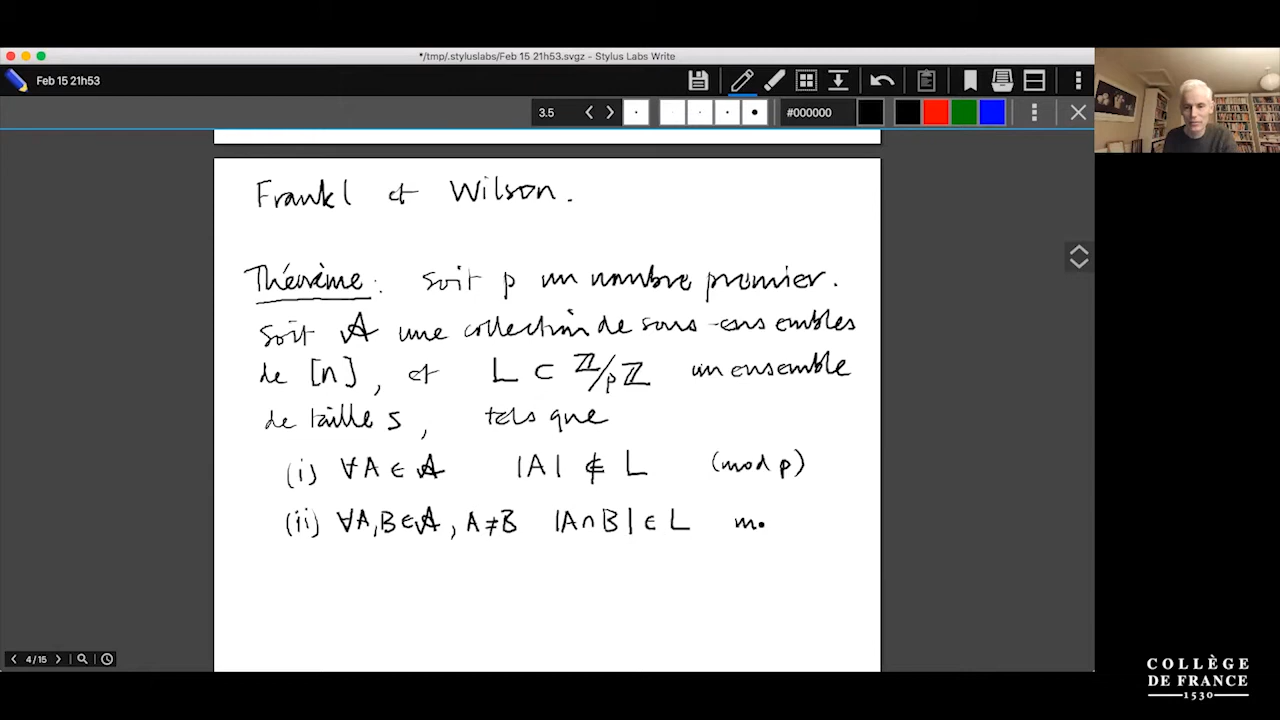 */tmp/.styluslabs/Feb 15 21h53.svgz - Stylus Labs Write
Feb 15 21h53
3.5
#000000
Frankl et Wilson.
Théorème : Soit p un nombre premier.
Soit 𝒜 une collection de sous-ensembles
de [n], et L ⊂ ℤ/pℤ un ensemble
de taille s, tels que
(i) ∀A ∈ 𝒜 |A| ∉ L (mod p)
(ii) ∀A,B ∈ 𝒜, A≠B |A∩B| ∈ L m
4/15
COLLÈGE
DE FRANCE
1530